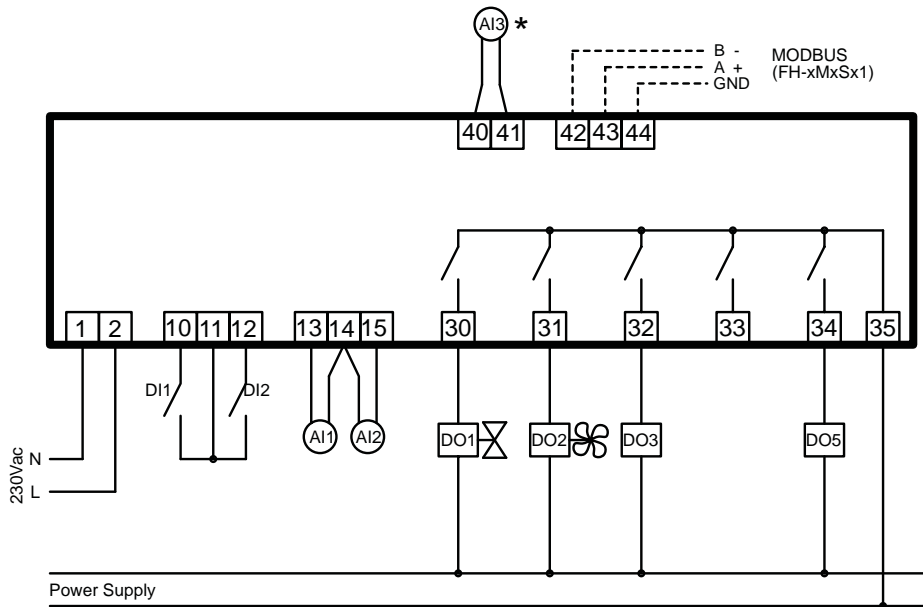 AI3 *
B -
A +
GND
MODBUS
(FH-xMxSx1)
40 41 42 43 44
1 2 10 11 12 13 14 15 30 31 32 33 34 35
DI1 DI2
AI1 AI2
DO1 DO2 DO3 DO5
230Vac
N
L
Power Supply